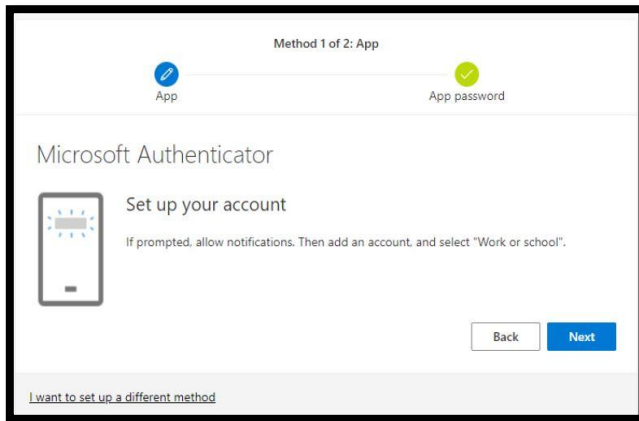 Method 1 of 2: App
App
App password
Microsoft Authenticator
Set up your account
If prompted, allow notifications. Then add an account, and select "Work or school".
Back
Next
I want to set up a different method